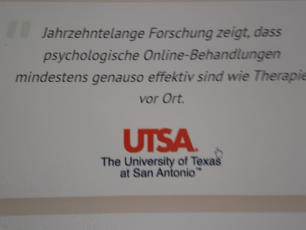 Jahrzehntelange Forschung zeigt, dass
psychologische Online-Behandlungen
mindestens genauso effektiv sind wie Therapie
vor Ort.
UTSA.
The University of Texas
at San Antonio™